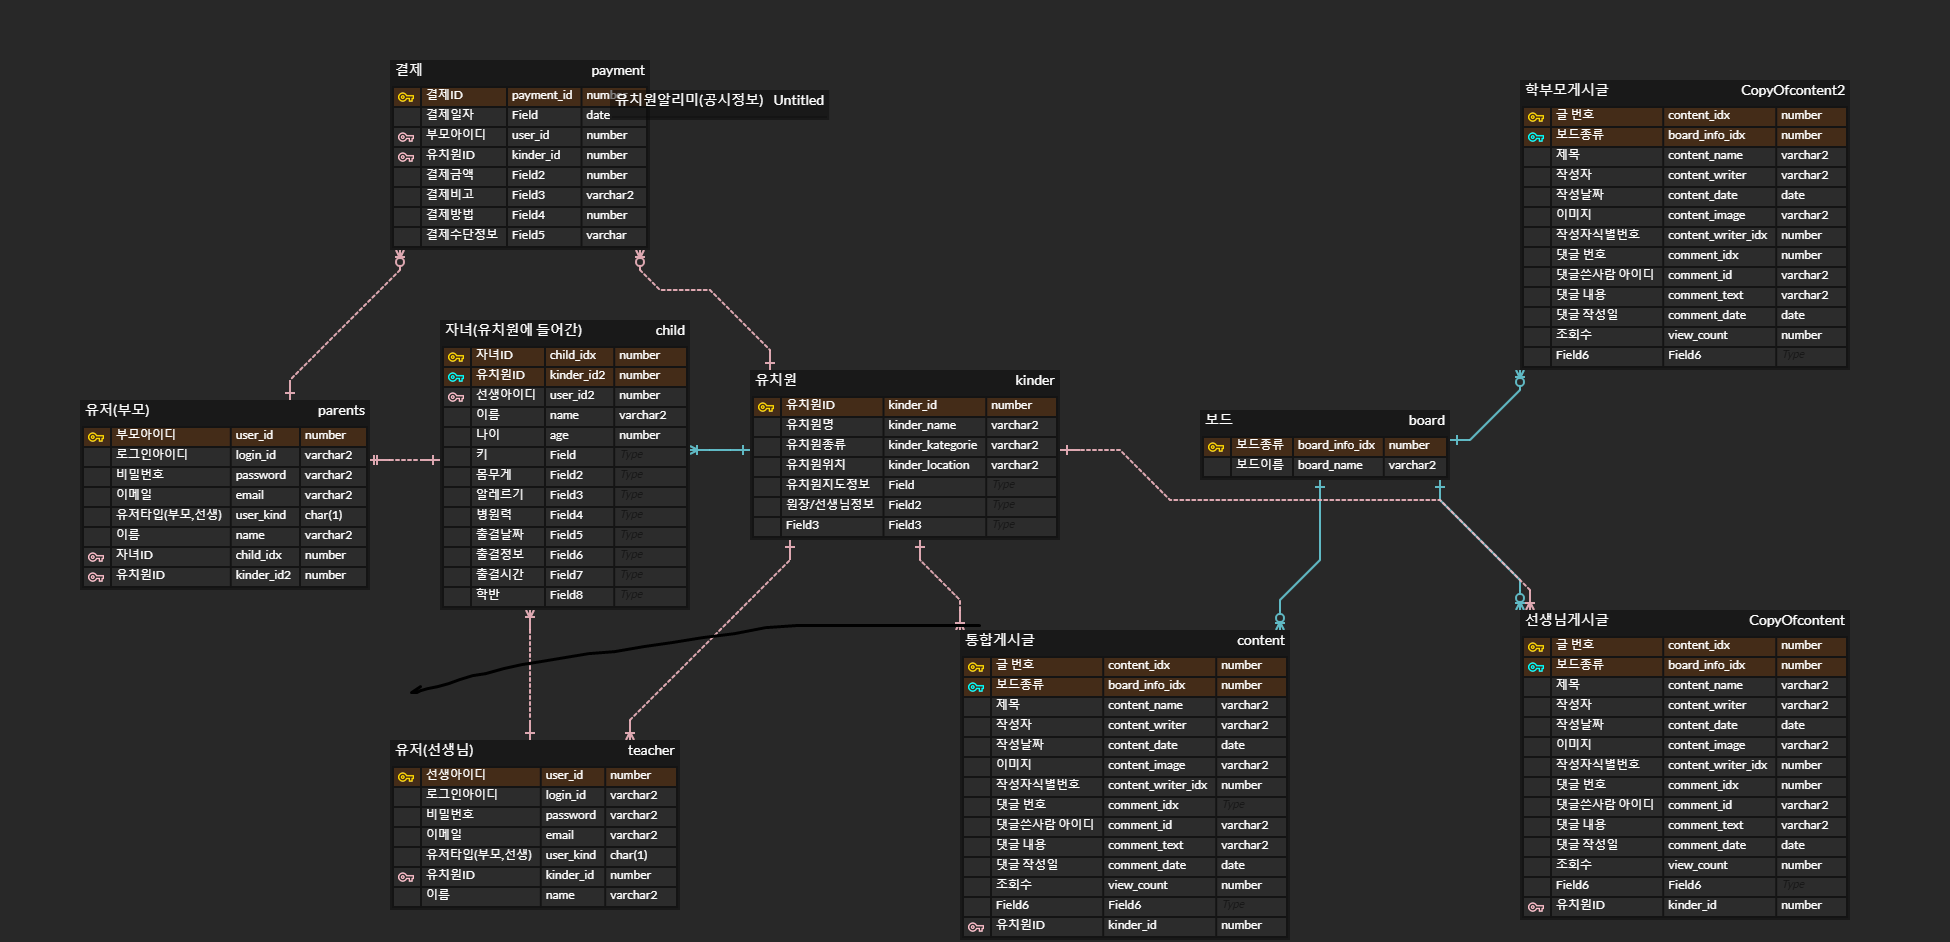 결제 payment
결제ID payment_id numb
결제일자 Field date
부모아이디 user_id number
유치원ID kinder_id number
결제금액 Field2 number
결제비고 Field3 varchar2
결제방법 Field4 number
결제수단정보 Field5 varchar
유치원알리미(공시정보) Untitled
학부모게시글 CopyOfcontent2
글 번호 content_idx number
보드종류 board_info_idx number
제목 content_name varchar2
작성자 content_writer varchar2
작성날짜 content_date date
이미지 content_image varchar2
작성자식별번호 content_writer_idx number
댓글 번호 comment_idx number
댓글쓴사람 아이디 comment_id varchar2
댓글 내용 comment_text varchar2
댓글 작성일 comment_date date
조회수 view_count number
Field6 Field6 Type
자녀(유치원에 들어간) child
자녀ID child_idx number
유치원ID kinder_id2 number
선생아이디 user_id2 number
이름 name varchar2
나이 age number
키 Field Type
몸무게 Field2 Type
알레르기 Field3 Type
병원력 Field4 Type
출결날짜 Field5 Type
출결정보 Field6 Type
출결시간 Field7 Type
학반 Field8 Type
유치원 kinder
유치원ID kinder_id number
유치원명 kinder_name varchar2
유치원종류 kinder_kategorie varchar2
유치원위치 kinder_location varchar2
유치원지도정보 Field Type
원장/선생님정보 Field2 Type
Field3 Field3 Type
유저(부모) parents
부모아이디 user_id number
로그인아이디 login_id varchar2
비밀번호 password varchar2
이메일 email varchar2
유저타입(부모,선생) user_kind char(1)
이름 name varchar2
자녀ID child_idx number
유치원ID kinder_id2 number
보드 board
보드종류 board_info_idx number
보드이름 board_name varchar2
유저(선생님) teacher
선생아이디 user_id number
로그인아이디 login_id varchar2
비밀번호 password varchar2
이메일 email varchar2
유저타입(부모,선생) user_kind char(1)
유치원ID kinder_id number
이름 name varchar2
통합게시글 content
글 번호 content_idx number
보드종류 board_info_idx number
제목 content_name varchar2
작성자 content_writer varchar2
작성날짜 content_date date
이미지 content_image varchar2
작성자식별번호 content_writer_idx number
댓글 번호 comment_idx Type
댓글쓴사람 아이디 comment_id varchar2
댓글 내용 comment_text varchar2
댓글 작성일 comment_date date
조회수 view_count number
Field6 Field6 Type
유치원ID kinder_id number
선생님게시글 CopyOfcontent
글 번호 content_idx number
보드종류 board_info_idx number
제목 content_name varchar2
작성자 content_writer varchar2
작성날짜 content_date date
이미지 content_image varchar2
작성자식별번호 content_writer_idx number
댓글 번호 comment_idx number
댓글쓴사람 아이디 comment_id varchar2
댓글 내용 comment_text varchar2
댓글 작성일 comment_date date
조회수 view_count number
Field6 Field6 Type
유치원ID kinder_id number